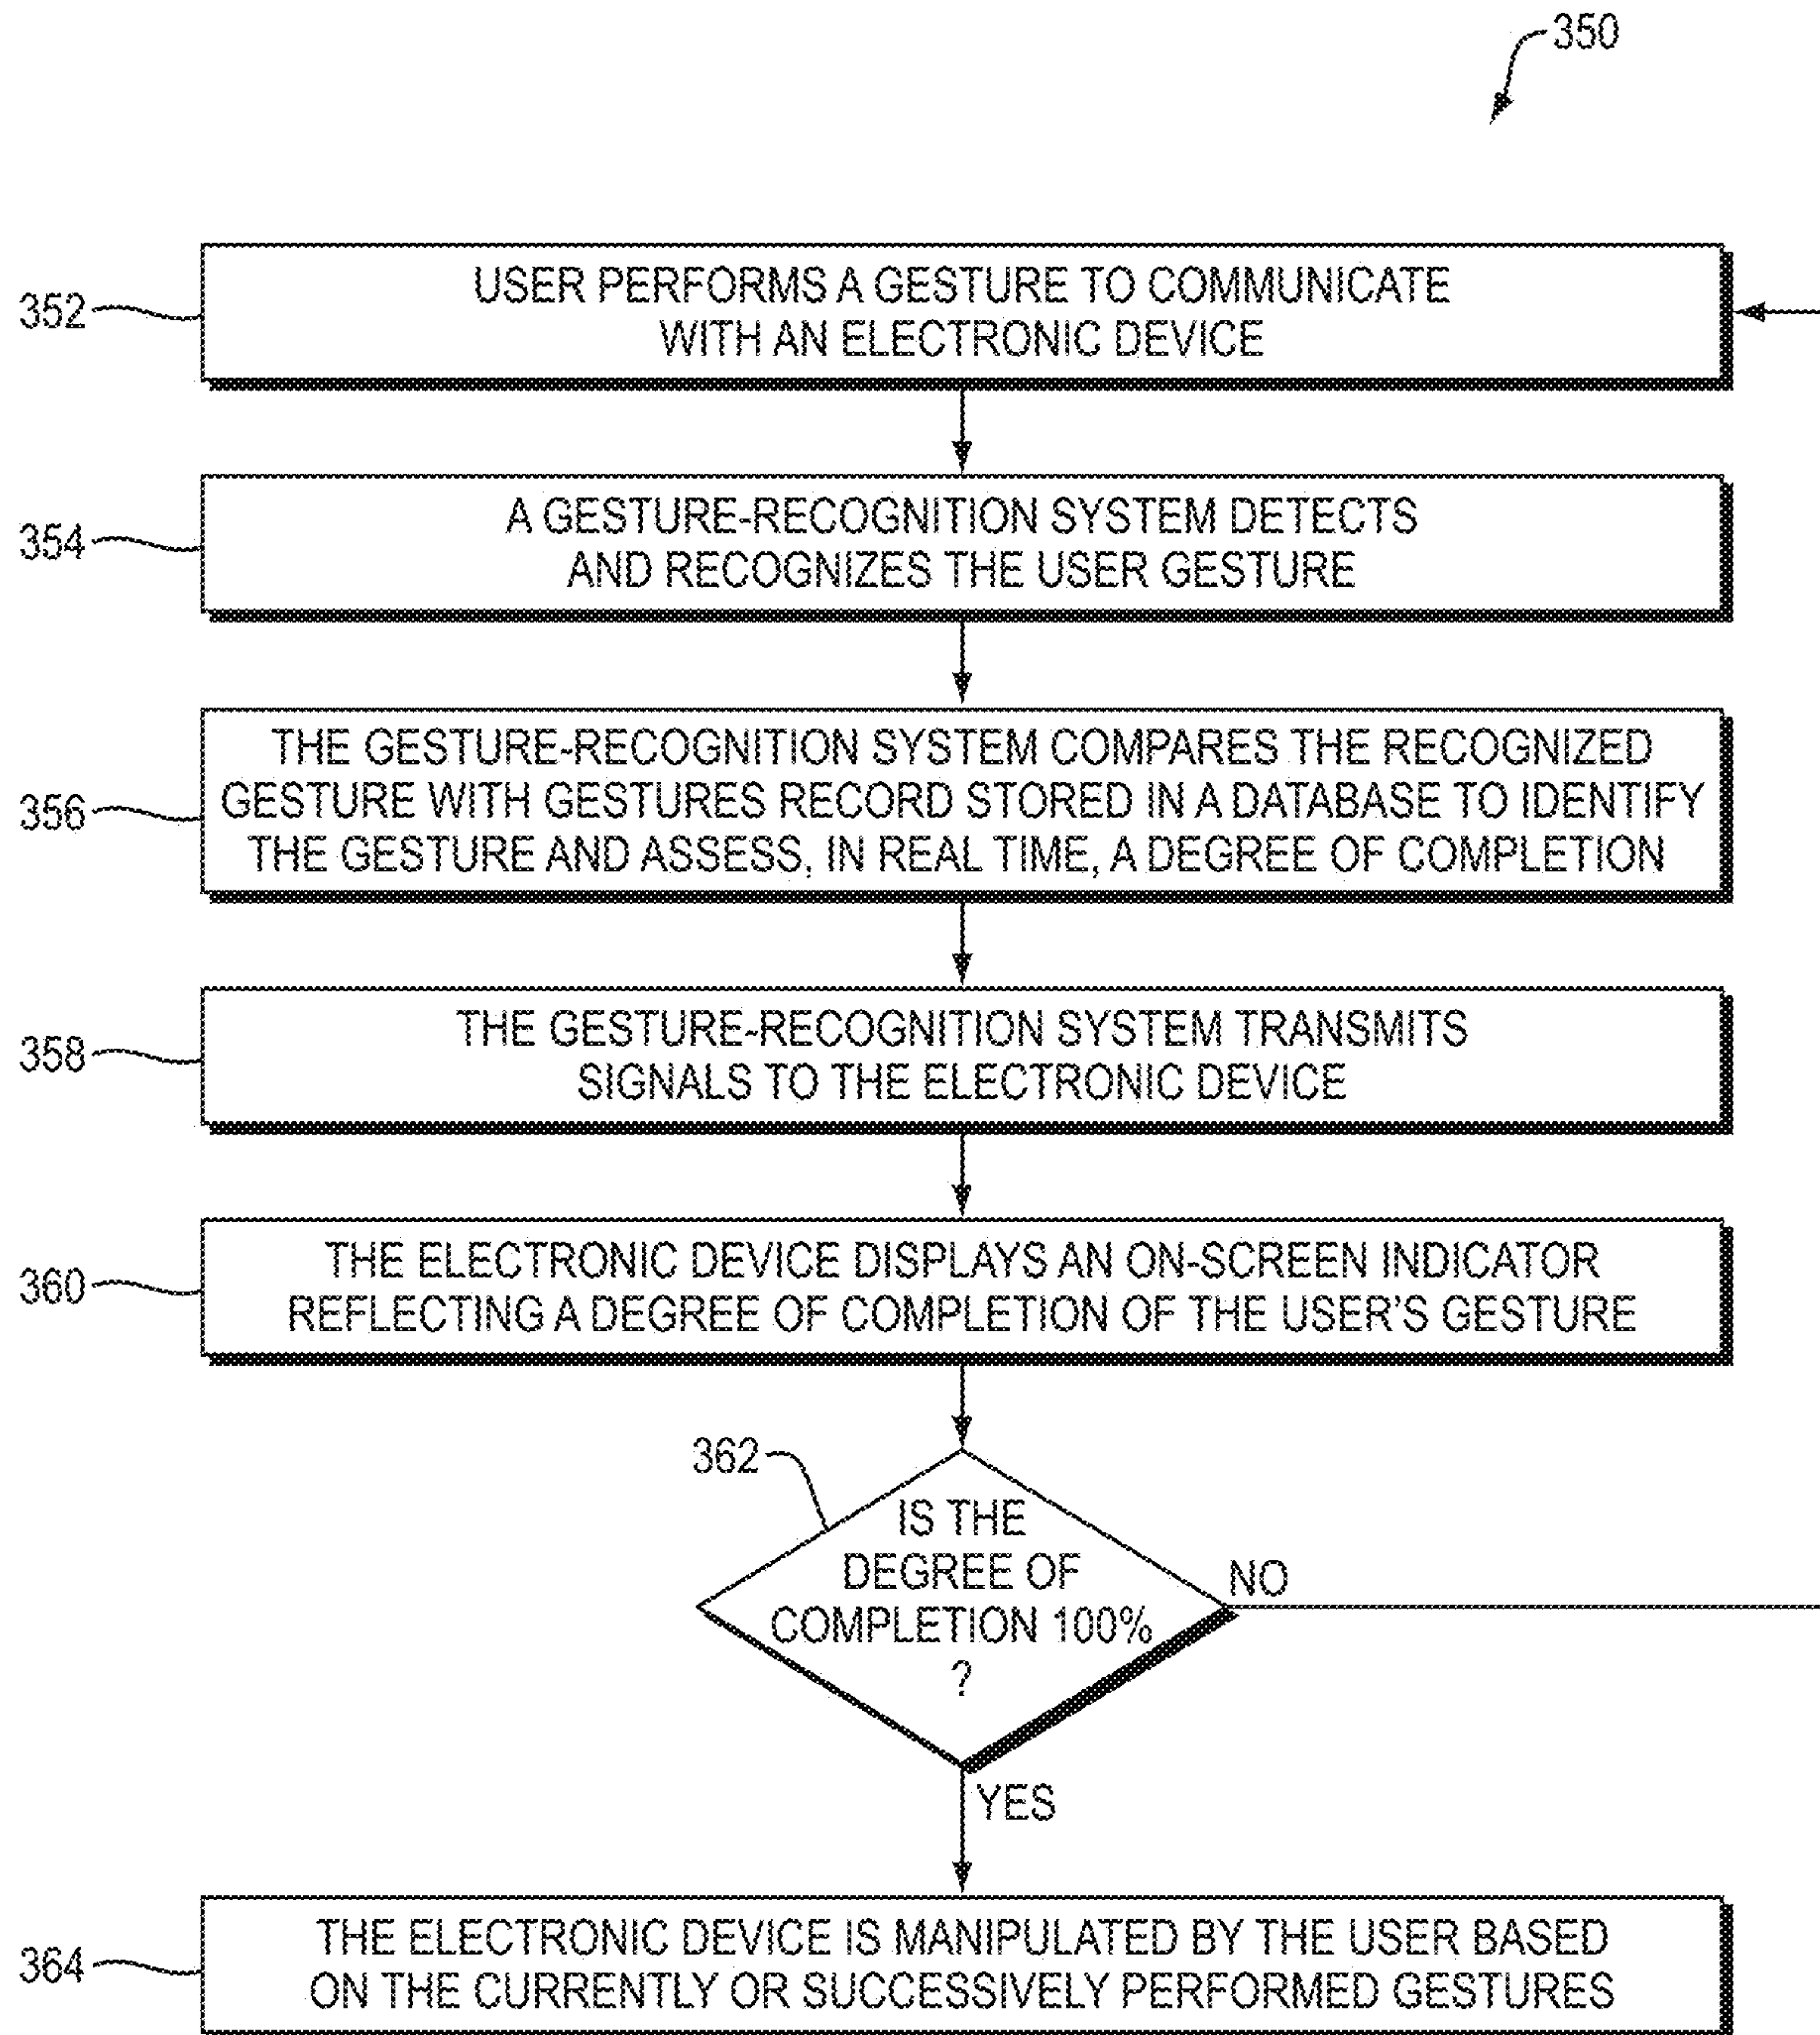 350
352
USER PERFORMS A GESTURE TO COMMUNICATE
WITH AN ELECTRONIC DEVICE
354
A GESTURE-RECOGNITION SYSTEM DETECTS
AND RECOGNIZES THE USER GESTURE
356
THE GESTURE-RECOGNITION SYSTEM COMPARES THE RECOGNIZED
GESTURE WITH GESTURES RECORD STORED IN A DATABASE TO IDENTIFY
THE GESTURE AND ASSESS, IN REAL TIME, A DEGREE OF COMPLETION
358
THE GESTURE-RECOGNITION SYSTEM TRANSMITS
SIGNALS TO THE ELECTRONIC DEVICE
360
THE ELECTRONIC DEVICE DISPLAYS AN ON-SCREEN INDICATOR
REFLECTING A DEGREE OF COMPLETION OF THE USER'S GESTURE
362
IS THE
DEGREE OF
COMPLETION 100%
?
NO
YES
364
THE ELECTRONIC DEVICE IS MANIPULATED BY THE USER BASED
ON THE CURRENTLY OR SUCCESSIVELY PERFORMED GESTURES